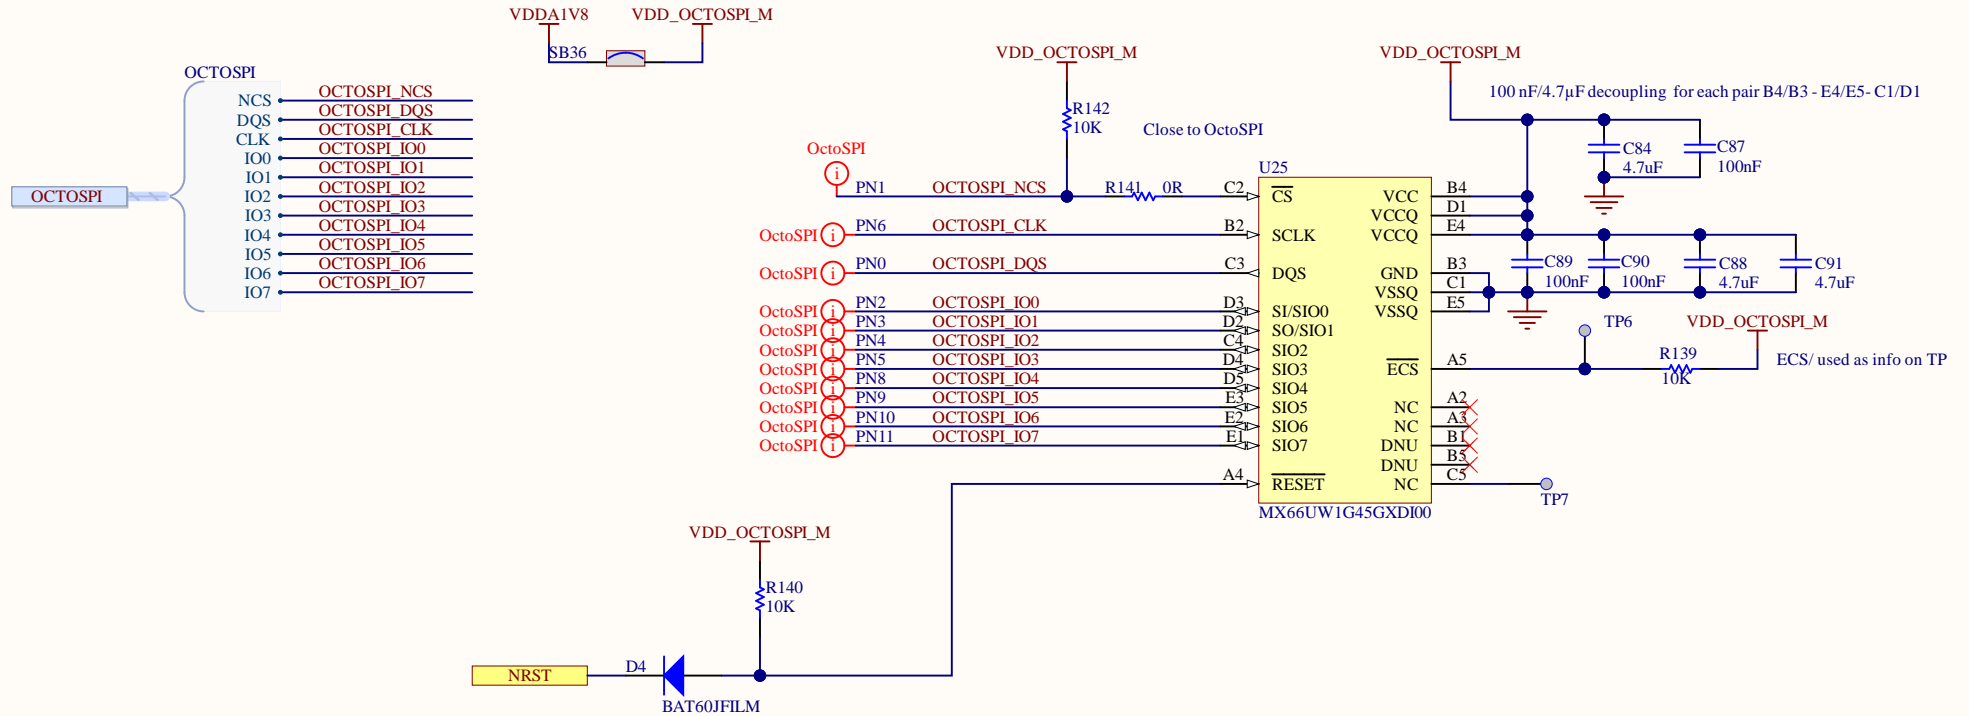 VDDA1V8
VDD_OCTOSPI_M
SB36
OCTOSPI
OCTOSPI
NCS OCTOSPI_NCS
DQS OCTOSPI_DQS
CLK OCTOSPI_CLK
IO0 OCTOSPI_IO0
IO1 OCTOSPI_IO1
IO2 OCTOSPI_IO2
IO3 OCTOSPI_IO3
IO4 OCTOSPI_IO4
IO5 OCTOSPI_IO5
IO6 OCTOSPI_IO6
IO7 OCTOSPI_IO7
VDD_OCTOSPI_M
R142
10K
Close to OctoSPI
OctoSPI
i
PN1 OCTOSPI_NCS R141 0R C2
OctoSPI i PN6 OCTOSPI_CLK B2
OctoSPI i PN0 OCTOSPI_DQS C3
OctoSPI i PN2 OCTOSPI_IO0 D3
OctoSPI i PN3 OCTOSPI_IO1 D2
OctoSPI i PN4 OCTOSPI_IO2 C4
OctoSPI i PN5 OCTOSPI_IO3 D4
OctoSPI i PN8 OCTOSPI_IO4 D5
OctoSPI i PN9 OCTOSPI_IO5 E3
OctoSPI i PN10 OCTOSPI_IO6 E2
OctoSPI i PN11 OCTOSPI_IO7 E1
A4
U25
CS VCC B4
VCCQ D1
SCLK VCCQ E4
DQS GND B3
VSSQ C1
SI/SIO0 VSSQ E5
SO/SIO1
SIO2
SIO3 ECS A5
SIO4
SIO5 NC A2
SIO6 NC A3
SIO7 DNU B1
DNU B5
RESET NC C5
MX66UW1G45GXDI00
VDD_OCTOSPI_M
100 nF/4.7µF decoupling for each pair B4/B3 - E4/E5- C1/D1
C84
4.7uF
C87
100nF
C89
100nF
C90
100nF
C88
4.7uF
C91
4.7uF
TP6
VDD_OCTOSPI_M
R139
10K
ECS/ used as info on TP
TP7
VDD_OCTOSPI_M
R140
10K
NRST
D4
BAT60JFILM